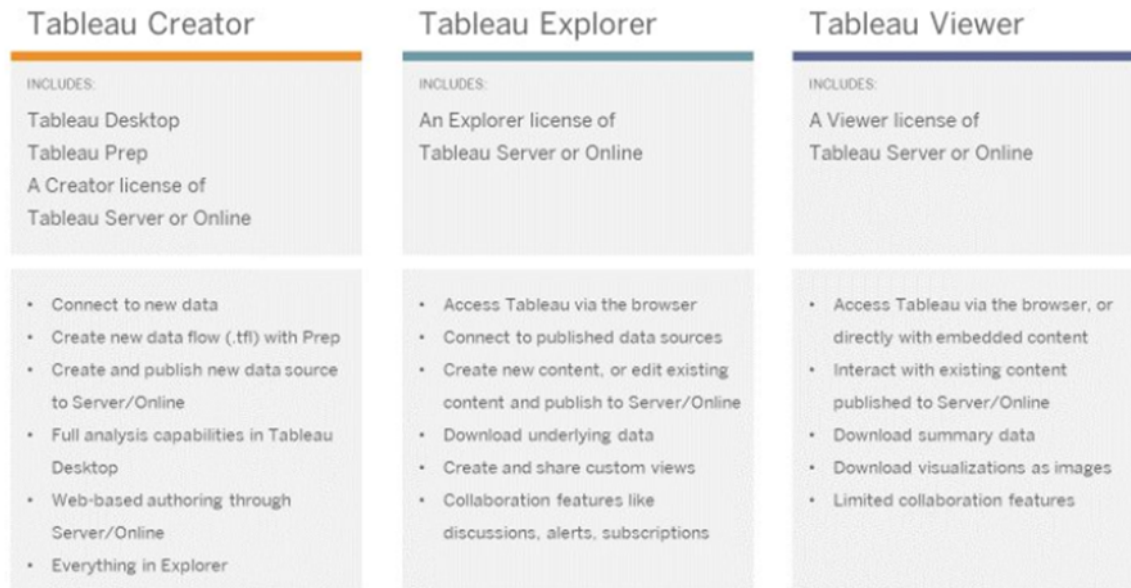 Tableau Creator
INCLUDES:
Tableau Desktop
Tableau Prep
A Creator license of
Tableau Server or Online
• Connect to new data
• Create new data flow (.tfl) with Prep
• Create and publish new data source
to Server/Online
• Full analysis capabilities in Tableau
Desktop
• Web-based authoring through
Server/Online
• Everything in Explorer
Tableau Explorer
INCLUDES:
An Explorer license of
Tableau Server or Online
• Access Tableau via the browser
• Connect to published data sources
• Create new content, or edit existing
content and publish to Server/Online
• Download underlying data
• Create and share custom views
• Collaboration features like
discussions, alerts, subscriptions
Tableau Viewer
INCLUDES:
A Viewer license of
Tableau Server or Online
• Access Tableau via the browser, or
directly with embedded content
• Interact with existing content
published to Server/Online
• Download summary data
• Download visualizations as images
• Limited collaboration features